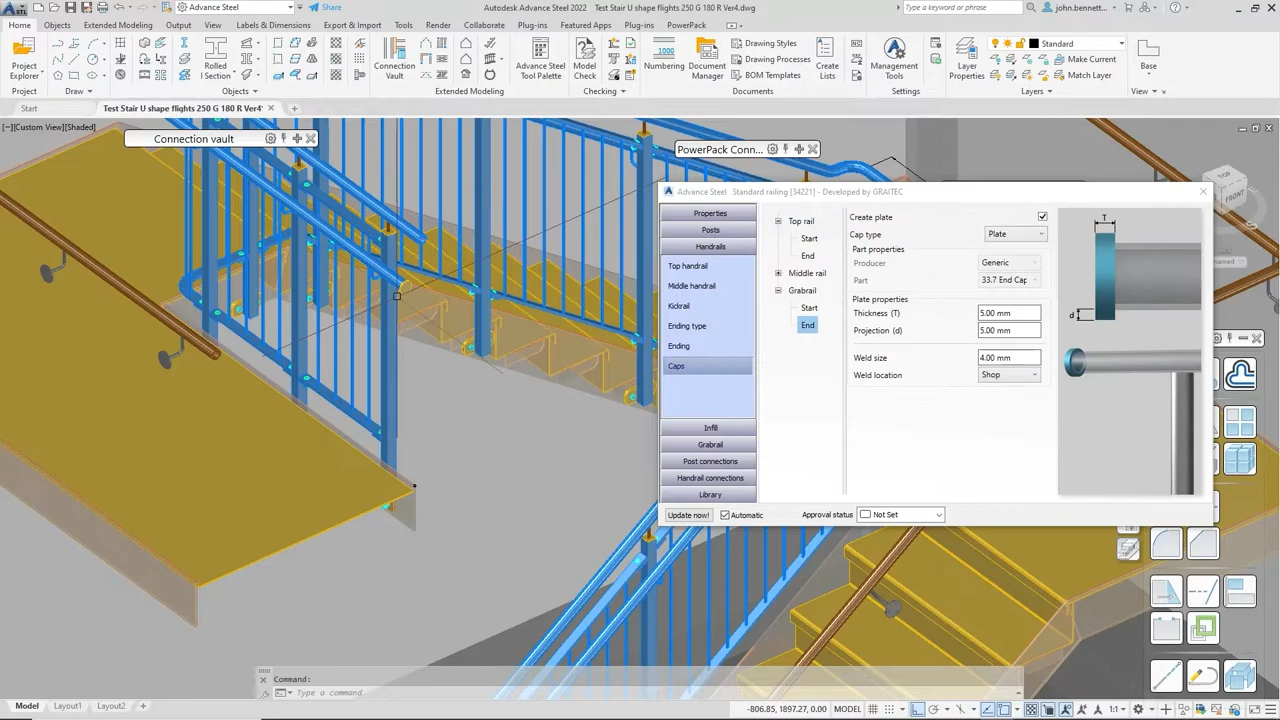 Advance Steel
Share
Autodesk Advance Steel 2022
Test Stair U shape flights 250 G 180 R Ver4.dwg
Type a keyword or phrase
john.bennett...
Home
Objects
Extended Modeling
Output
View
Labels & Dimensions
Export & Import
Tools
Render
Collaborate
Plug-ins
Featured Apps
Plug-ins
PowerPack
Project Explorer
Rolled I Section
Connection Vault
Advance Steel Tool Palette
Model Check
1000
Numbering
Document Manager
Drawing Styles
Drawing Processes
BOM Templates
Create Lists
Management Tools
Layer Properties
Standard
Make Current
Match Layer
Base
Project
Draw
Objects
Extended Modeling
Checking
Documents
Settings
Layers
View
Start
Test Stair U shape flights 250 G 180 R Ver4*
[−][Custom View][Shaded]
Connection vault
PowerPack Conn...
FRONT
Advance Steel Standard railing [34221] - Developed by GRAITEC
Properties
Posts
Handrails
Top handrail
Middle handrail
Kickrail
Ending type
Ending
Caps
Infill
Grabrail
Post connections
Handrail connections
Library
Top rail
Start
End
Middle rail
Grabrail
Start
End
Create plate
Cap type
Plate
Part properties
Producer
Generic
Part
33.7 End Cap
Plate properties
Thickness (T)
5.00 mm
Projection (d)
5.00 mm
Weld size
4.00 mm
Weld location
Shop
T
d
Update now!
Automatic
Approval status
Not Set
Command:
Type a command
Model
Layout1
Layout2
-806.85, 1897.27, 0.00
MODEL
1:1